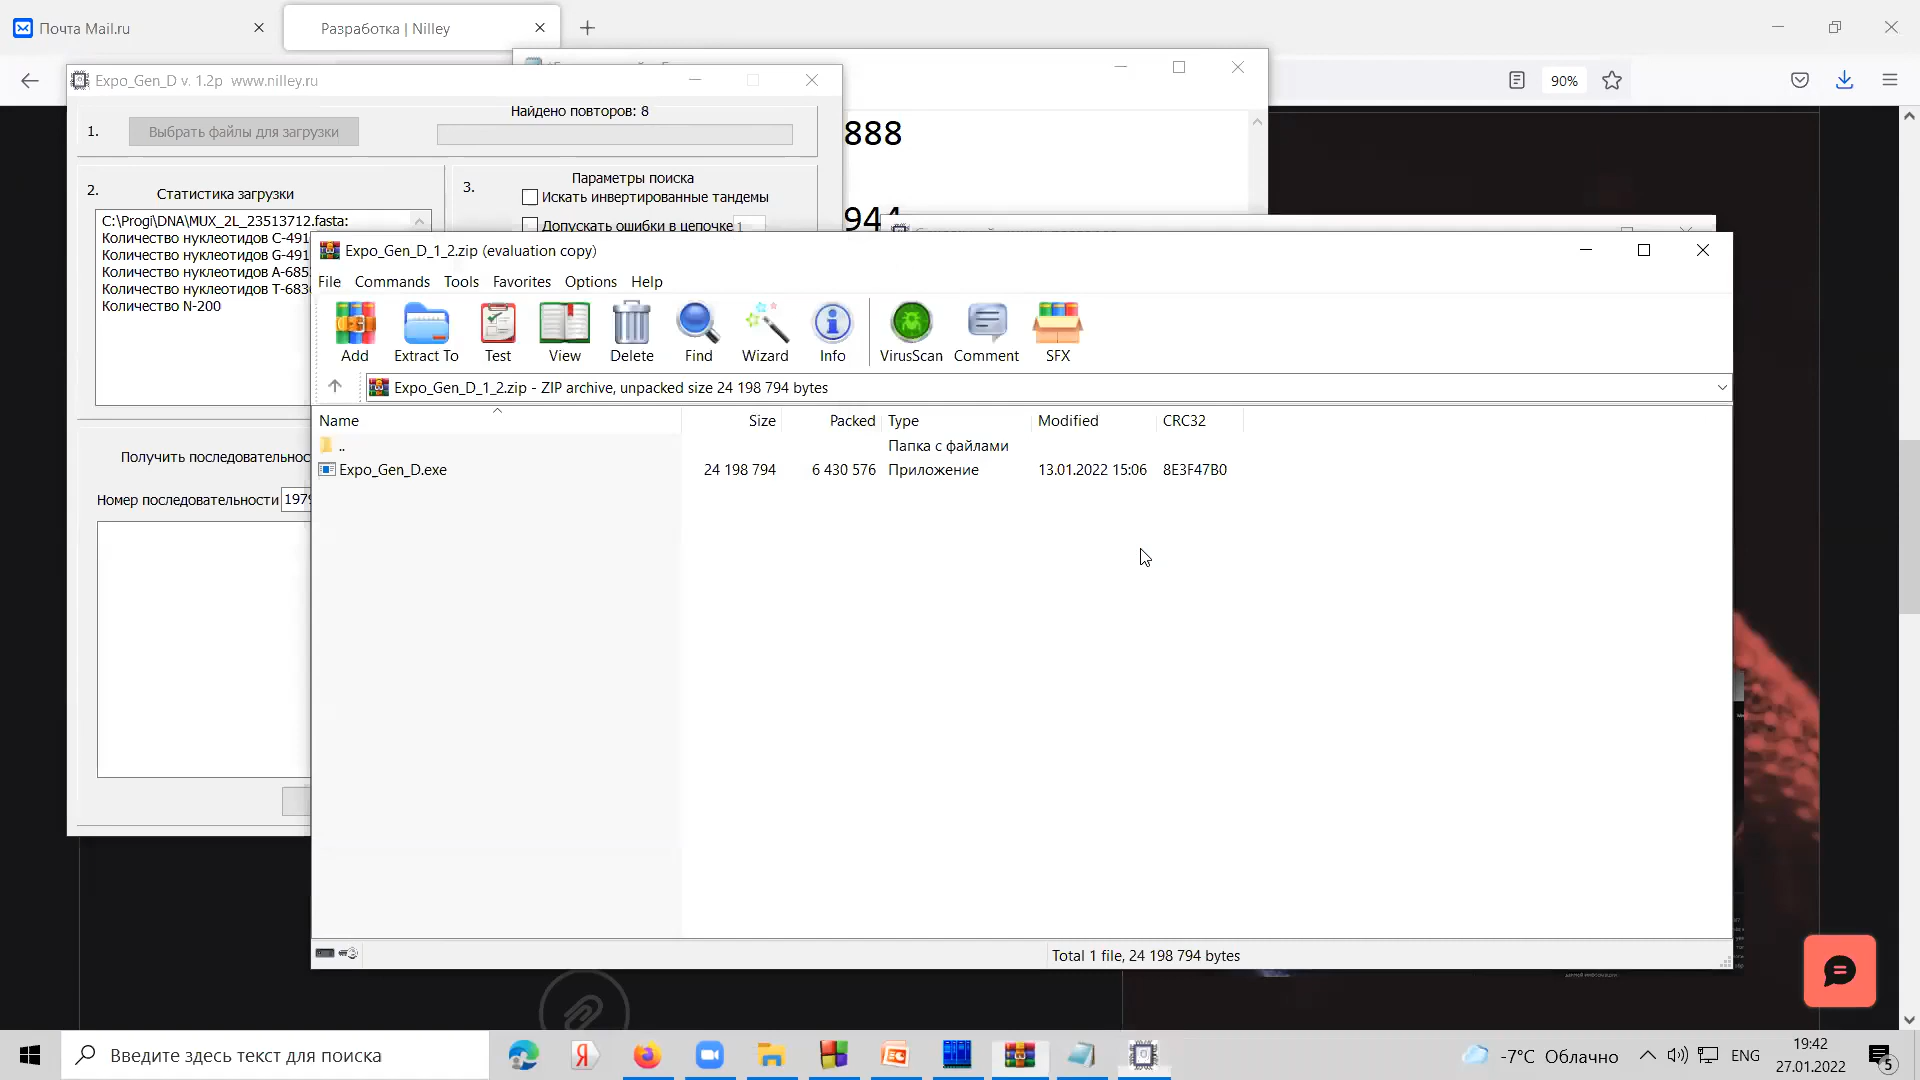 Почта Mail.ru
Разработка | Nilley
90%
Expo_Gen_D v. 1.2p www.nilley.ru
Найдено повторов: 8
1.
Выбрать файлы для загрузки
888
2.
Статистика загрузки
3.
Параметры поиска
Искать инвертированные тандемы
Допускать ошибки в цепочке 1
944
C:\Progi\DNA\MUX_2L_23513712.fasta:
Количество нуклеотидов C-491
Количество нуклеотидов G-491
Количество нуклеотидов A-685
Количество нуклеотидов T-683
Количество N-200
Expo_Gen_D_1_2.zip (evaluation copy)
File Commands Tools Favorites Options Help
Add Extract To Test View Delete Find Wizard Info VirusScan Comment SFX
Expo_Gen_D_1_2.zip - ZIP archive, unpacked size 24 198 794 bytes
Name Size Packed Type Modified CRC32
.. Папка с файлами
Expo_Gen_D.exe 24 198 794 6 430 576 Приложение 13.01.2022 15:06 8E3F47B0
Получить последовательнос
Номер последовательности 1979
Total 1 file, 24 198 794 bytes
Введите здесь текст для поиска
-7°C Облачно
ENG
19:42
27.01.2022
5